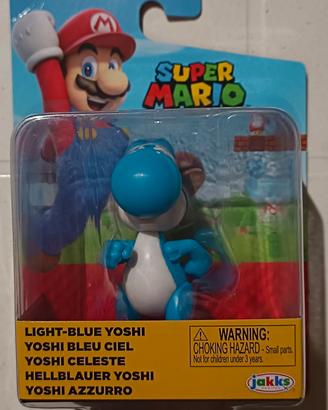 SUPER
MARIO
LIGHT-BLUE YOSHI
YOSHI BLEU CIEL
YOSHI CELESTE
HELLBLAUER YOSHI
YOSHI AZZURRO
WARNING:
CHOKING HAZARD - Small parts.
Not for children under 3 years.
jakks